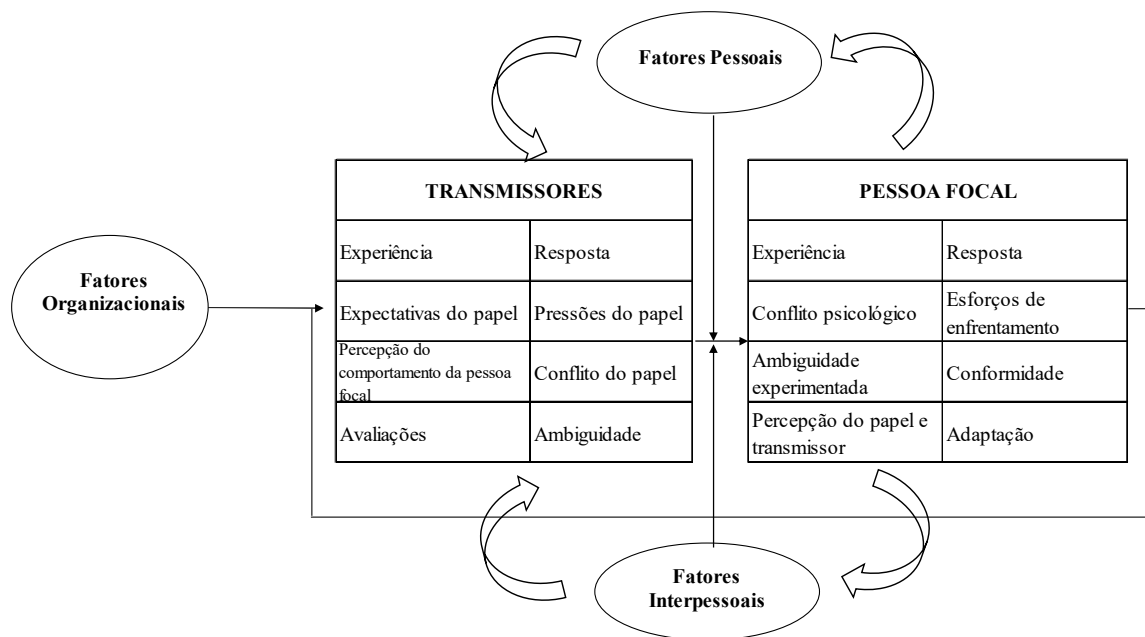 Fatores Pessoais
TRANSMISSORES
PESSOA FOCAL
Experiência
Resposta
Experiência
Resposta
Fatores
Organizacionais
Expectativas do papel
Pressões do papel
Conflito psicológico
Esforços de
enfrentamento
Percepção do
comportamento da pessoa
focal
Conflito do papel
Ambiguidade
experimentada
Conformidade
Avaliações
Ambiguidade
Percepção do papel e
transmissor
Adaptação
Fatores
Interpessoais